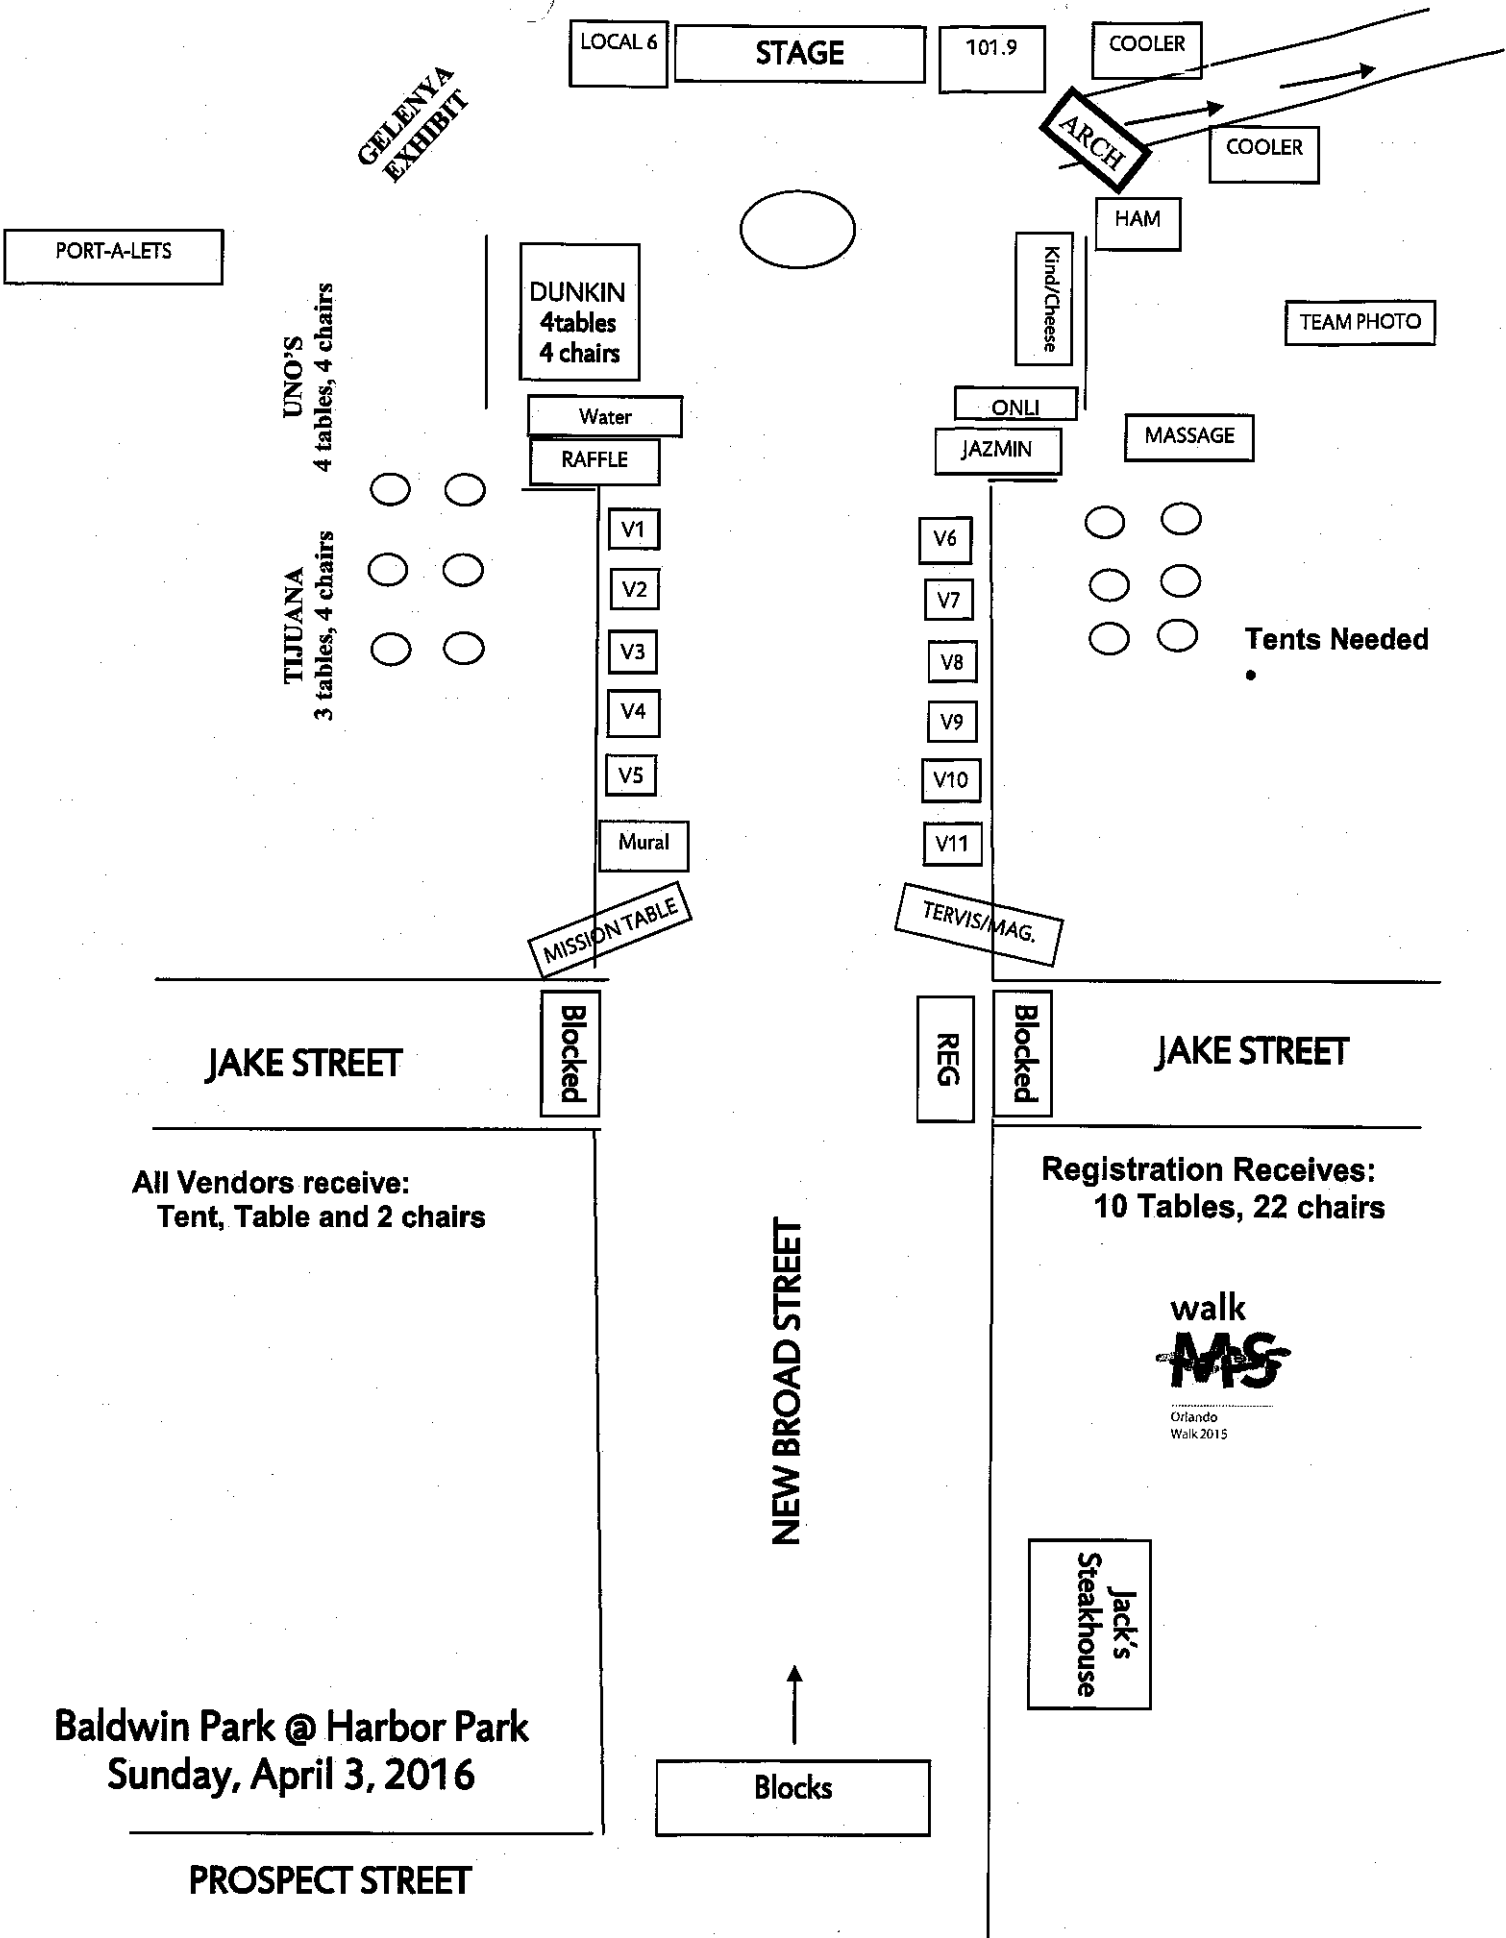 LOCAL 6
STAGE
101.9
COOLER
GELENYA
EXHIBIT
ARCH
COOLER
HAM
PORT-A-LETS
DUNKIN
4tables
4 chairs
Kind/Cheese
TEAM PHOTO
UNO'S
4 tables, 4 chairs
Water
ONLI
RAFFLE
JAZMIN
MASSAGE
V1
V6
V2
V7
TIJUANA
3 tables, 4 chairs
V3
V8
Tents Needed
•
V4
V9
V5
V10
Mural
V11
MISSION TABLE
TERVIS/MAG.
JAKE STREET
Blocked
REG
Blocked
JAKE STREET
All Vendors receive:
Tent, Table and 2 chairs
Registration Receives:
10 Tables, 22 chairs
NEW BROAD STREET
walk
MS
Orlando
Walk 2015
Jack's
Steakhouse
Baldwin Park @ Harbor Park
Sunday, April 3, 2016
Blocks
PROSPECT STREET